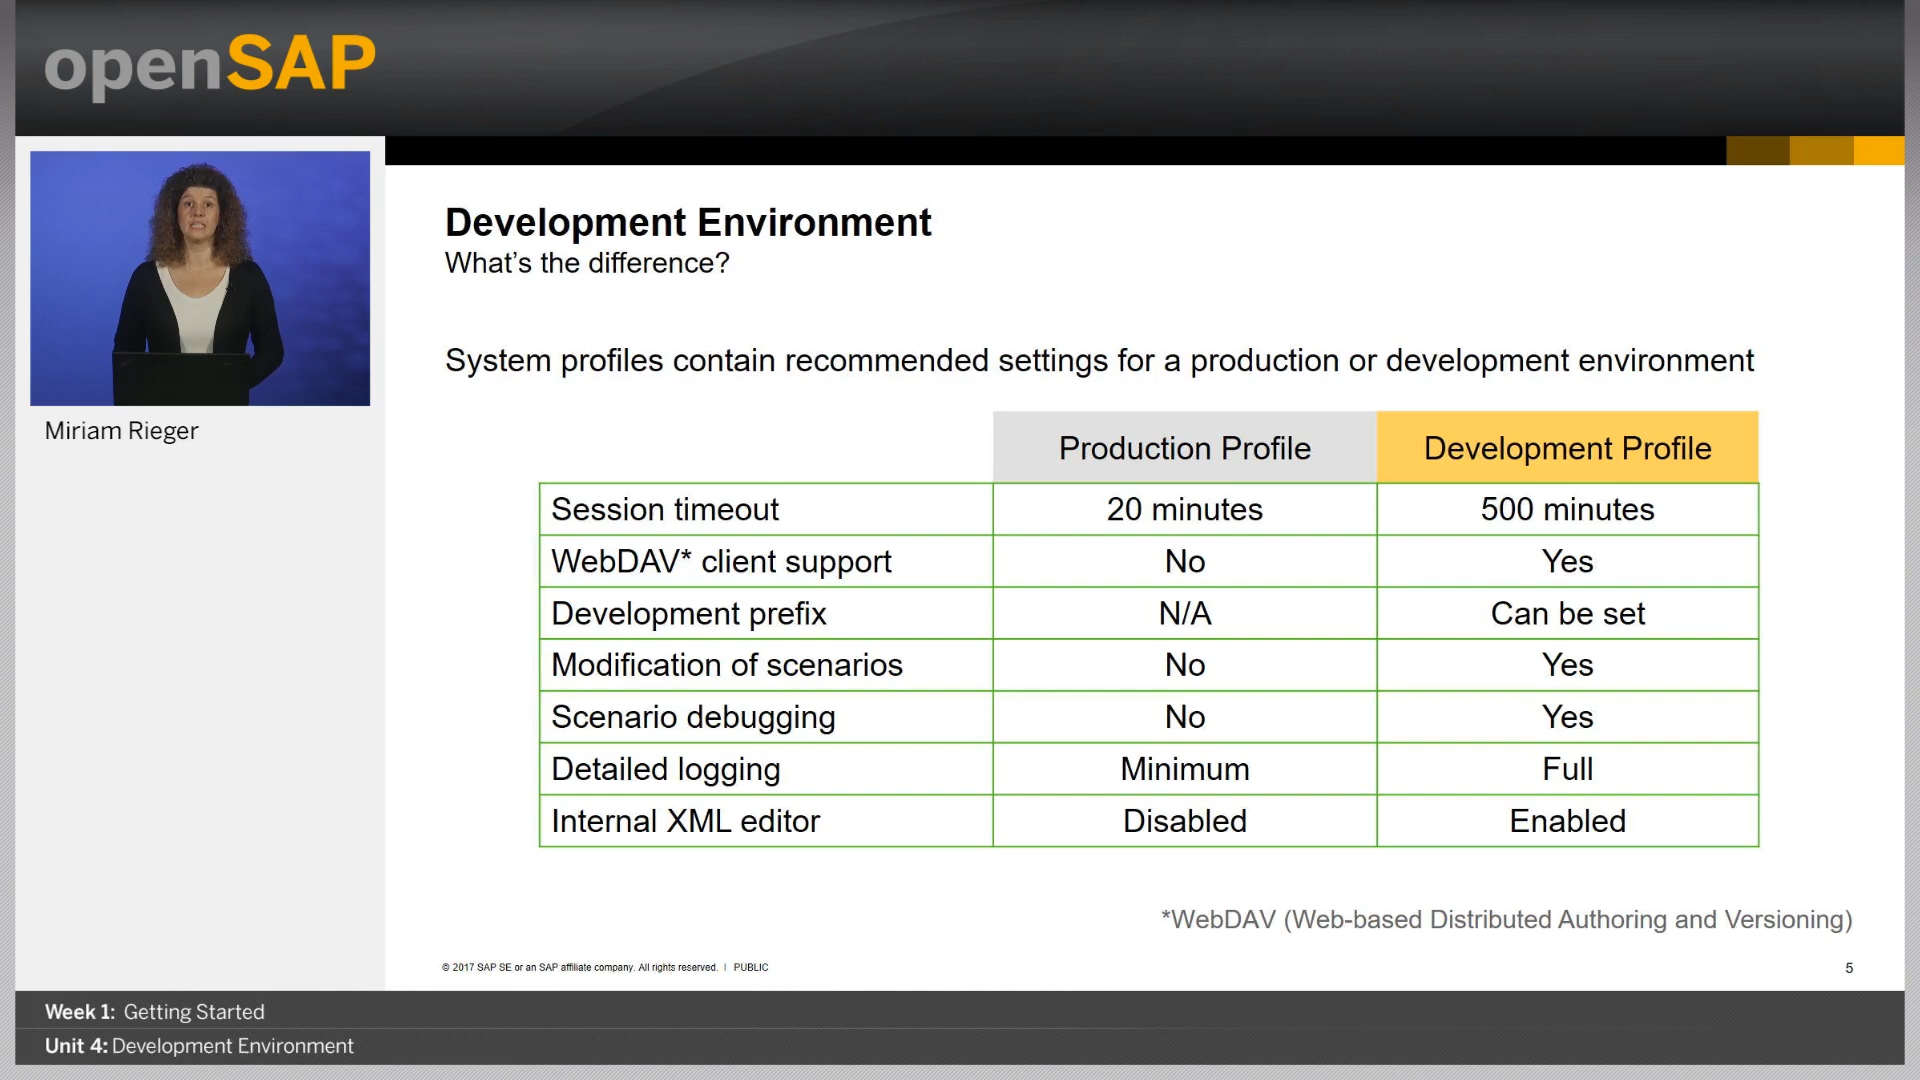 openSAP
Miriam Rieger
Development Environment
What's the difference?
System profiles contain recommended settings for a production or development environment
Production Profile Development Profile
Session timeout 20 minutes 500 minutes
WebDAV* client support No Yes
Development prefix N/A Can be set
Modification of scenarios No Yes
Scenario debugging No Yes
Detailed logging Minimum Full
Internal XML editor Disabled Enabled
*WebDAV (Web-based Distributed Authoring and Versioning)
© 2017 SAP SE or an SAP affiliate company. All rights reserved. | PUBLIC 5
Week 1: Getting Started
Unit 4: Development Environment